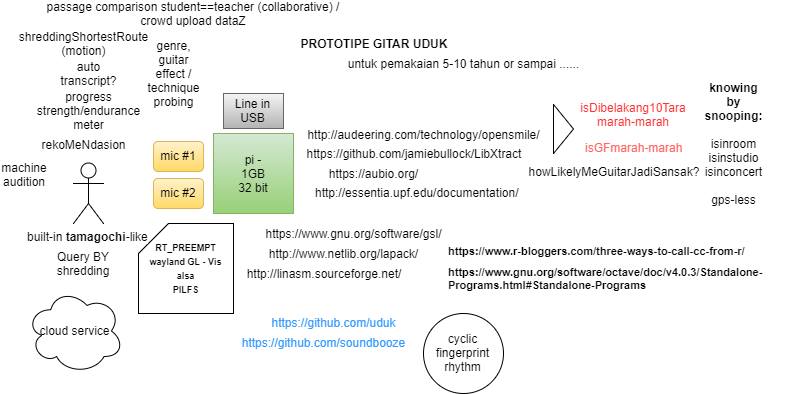 passage comparison student==teacher (collaborative) /
crowd upload dataZ
shreddingShortestRoute
(motion)
auto
transcript?
progress
strength/endurance
meter
rekoMeNdasion
machine
audition
built-in tamagochi-like
Query BY
shredding
cloud service
genre,
guitar
effect /
technique
probing
mic #1
mic #2
Line in
USB
pi -
1GB
32 bit
RT_PREEMPT
wayland GL - Vis
alsa
PILFS
PROTOTIPE GITAR UDUK
untuk pemakaian 5-10 tahun or sampai ......
http://audeering.com/technology/opensmile/
https://github.com/jamiebullock/LibXtract
https://aubio.org/
http://essentia.upf.edu/documentation/
https://www.gnu.org/software/gsl/
http://www.netlib.org/lapack/
http://linasm.sourceforge.net/
https://www.r-bloggers.com/three-ways-to-call-cc-from-r/
https://www.gnu.org/software/octave/doc/v4.0.3/Standalone-
Programs.html#Standalone-Programs
https://github.com/uduk
https://github.com/soundbooze
cyclic
fingerprint
rhythm
isDibelakang10Tara
marah-marah
isGFmarah-marah
howLikelyMeGuitarJadiSansak?
knowing
by
snooping:
isinroom
isinstudio
isinconcert
gps-less